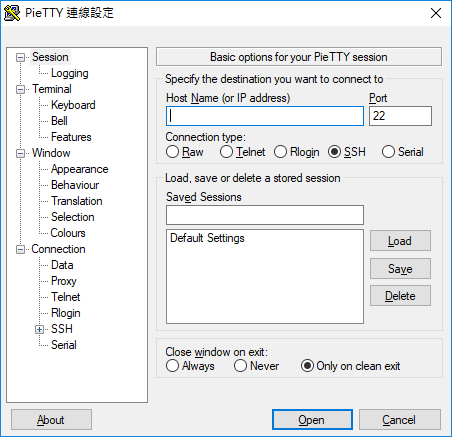 PieTTY 連線設定
Session
Logging
Terminal
Keyboard
Bell
Features
Window
Appearance
Behaviour
Translation
Selection
Colours
Connection
Data
Proxy
Telnet
Rlogin
SSH
Serial
Basic options for your PieTTY session
Specify the destination you want to connect to
Host Name (or IP address) Port
22
Connection type:
Raw Telnet Rlogin SSH Serial
Load, save or delete a stored session
Saved Sessions
Default Settings
Load
Save
Delete
Close window on exit:
Always Never Only on clean exit
About Open Cancel